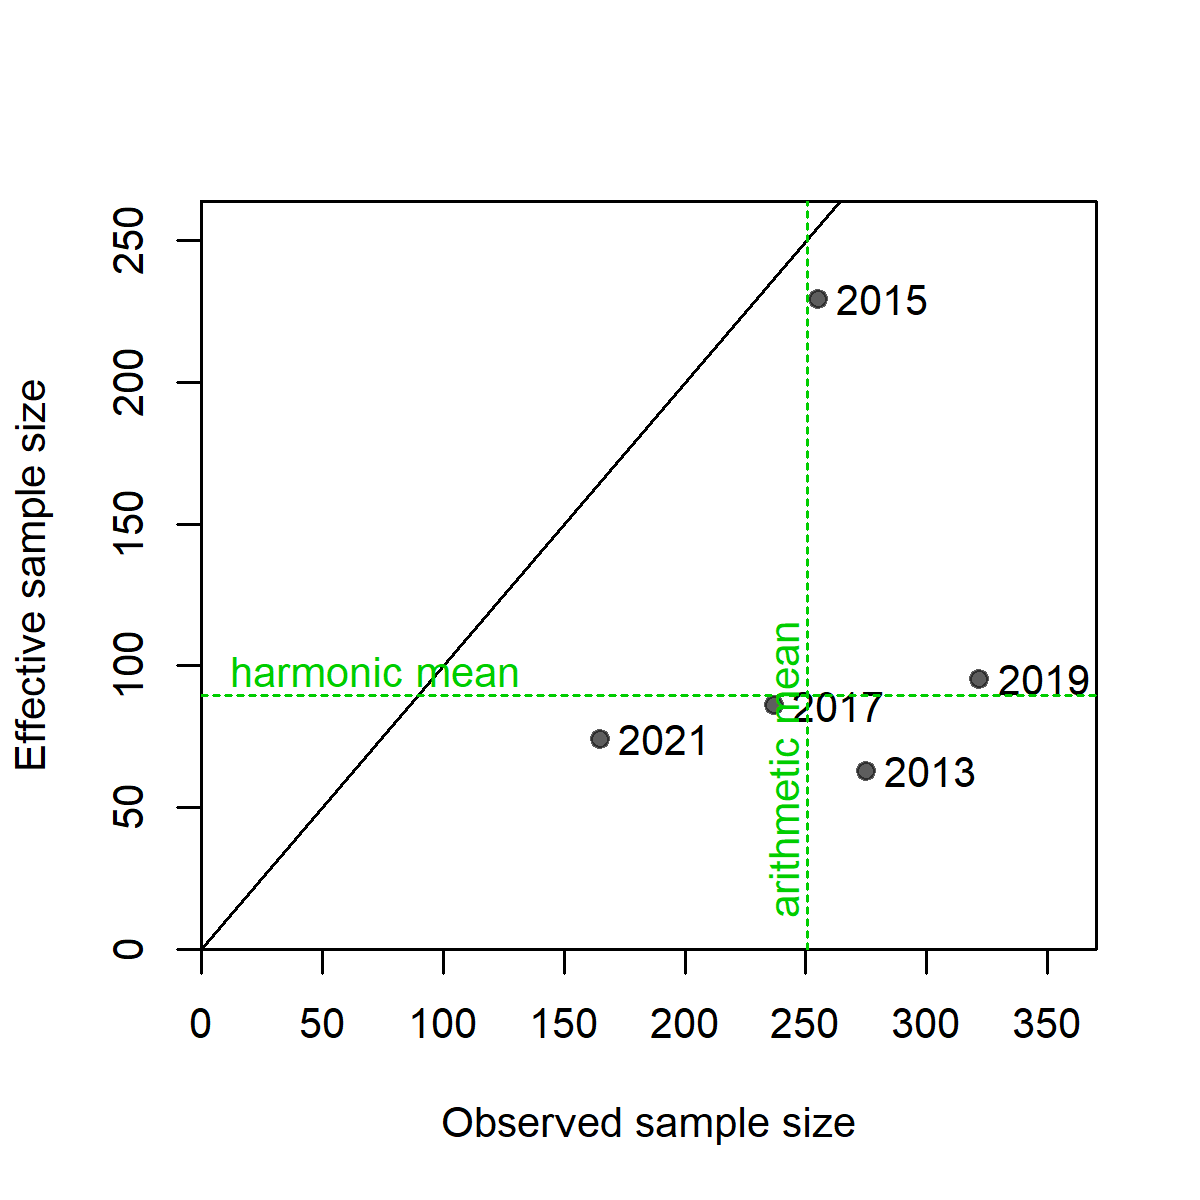 Effective sample size
250
200
150
100
50
0
2015
harmonic mean
arithmetic mean
2019
2017
2021
2013
0 50 100 150 200 250 300 350
Observed sample size